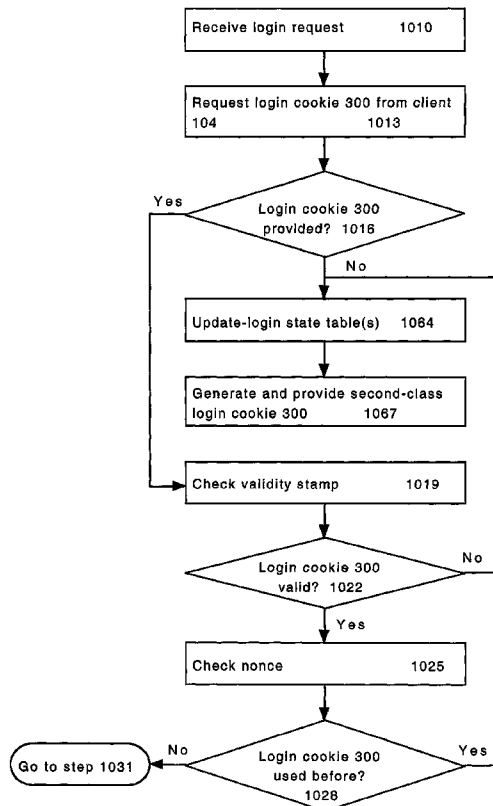 Receive login request 1010
Request login cookie 300 from client
104 1013
Yes
Login cookie 300
provided? 1016
No
Update-login state table(s) 1064
Generate and provide second-class
login cookie 300 1067
Check validity stamp 1019
Login cookie 300
valid? 1022
No
Yes
Check nonce 1025
No
Login cookie 300
used before?
1028
Yes
Go to step 1031